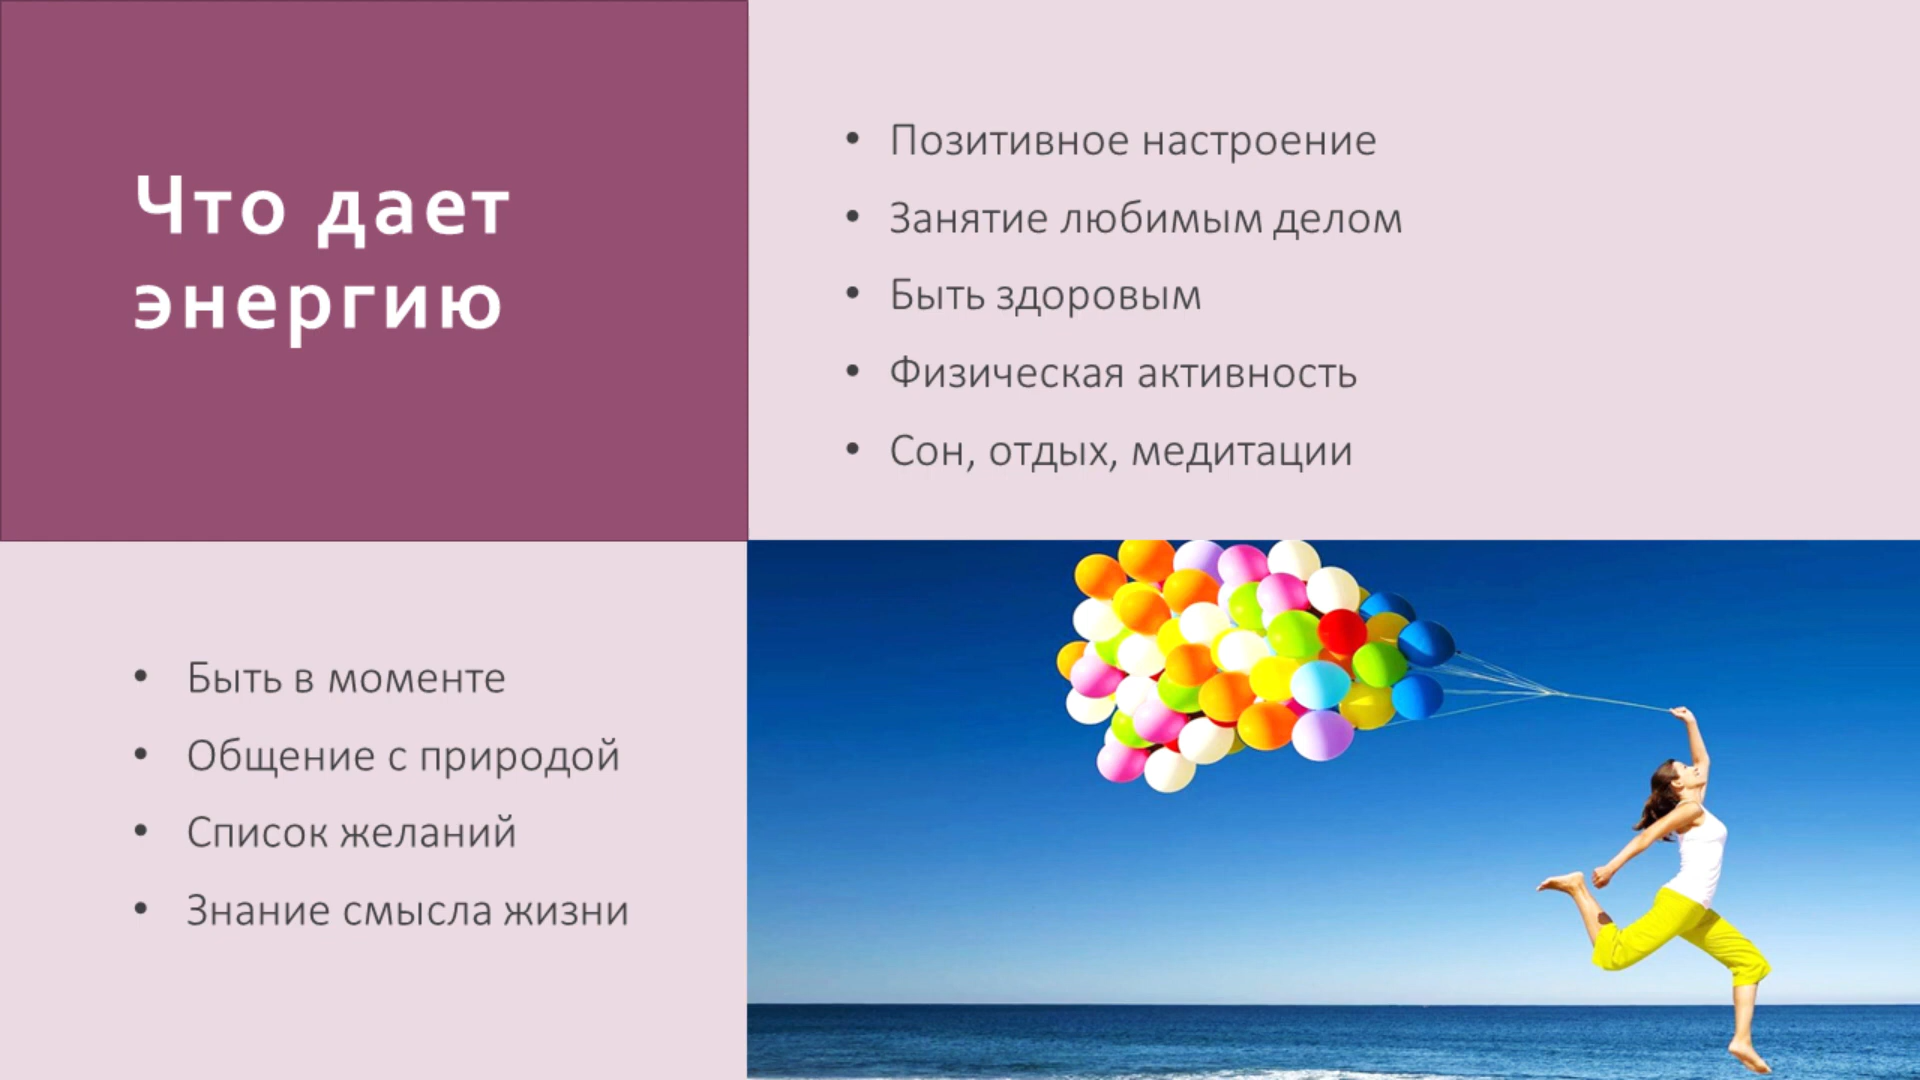 Что дает
энергию
• Позитивное настроение
• Занятие любимым делом
• Быть здоровым
• Физическая активность
• Сон, отдых, медитации
• Быть в моменте
• Общение с природой
• Список желаний
• Знание смысла жизни